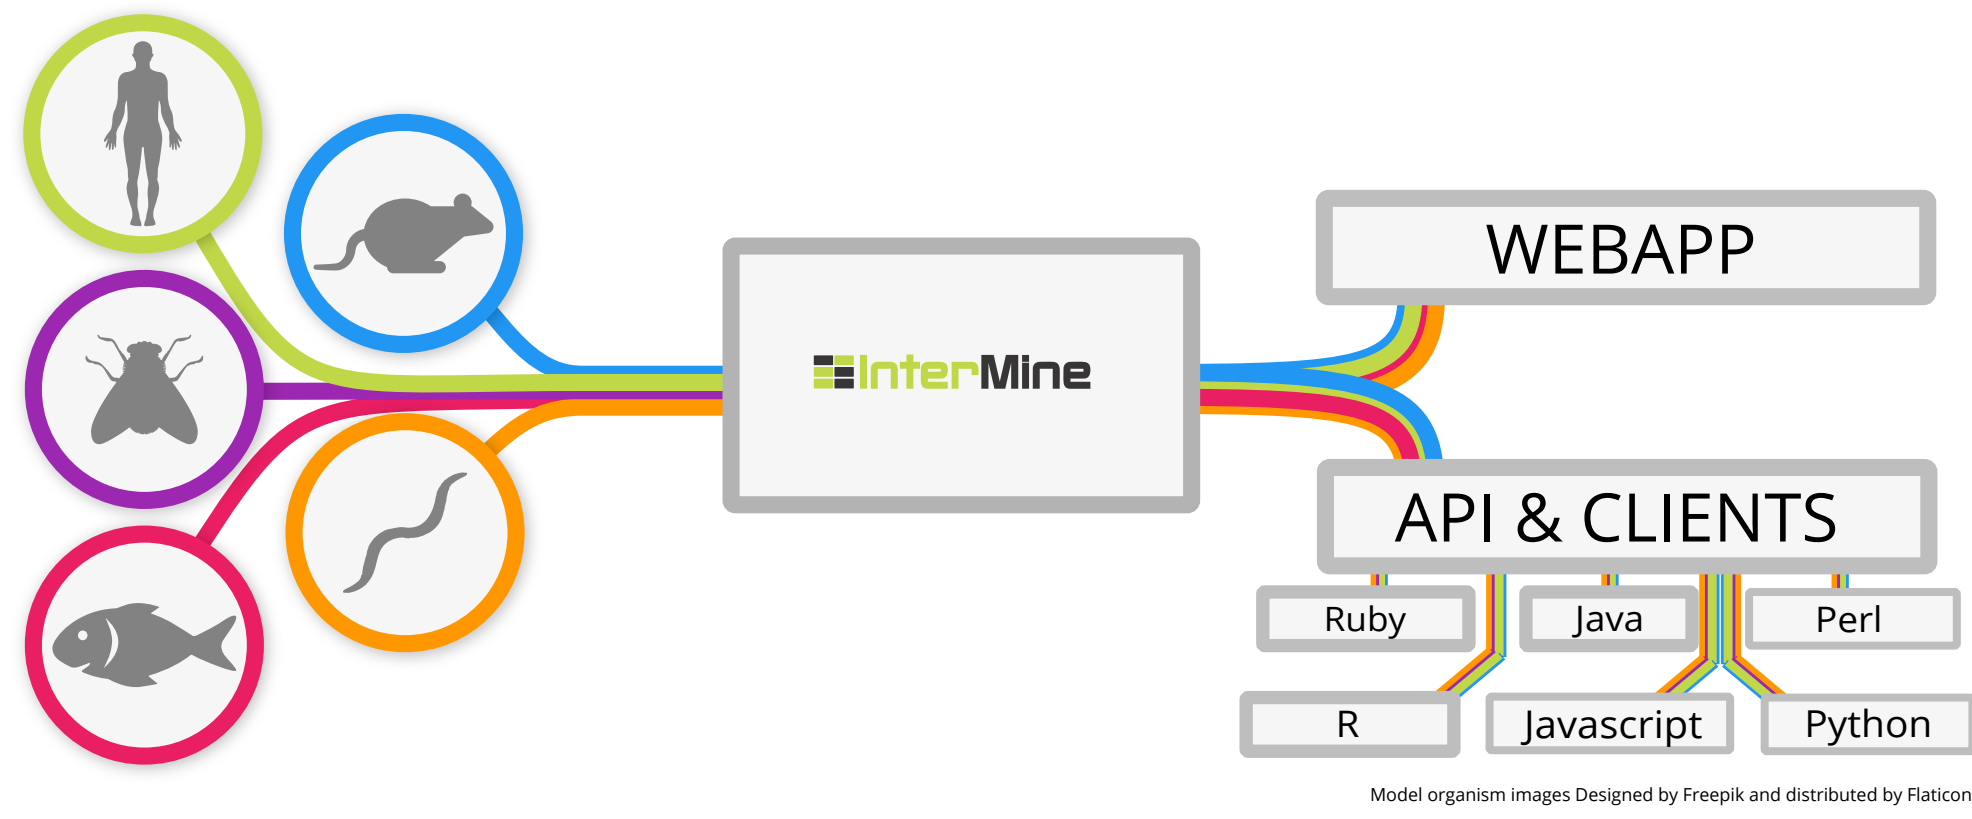 InterMine
WEBAPP
API & CLIENTS
Ruby
Java
Perl
R
Javascript
Python
Model organism images Designed by Freepik and distributed by Flaticon